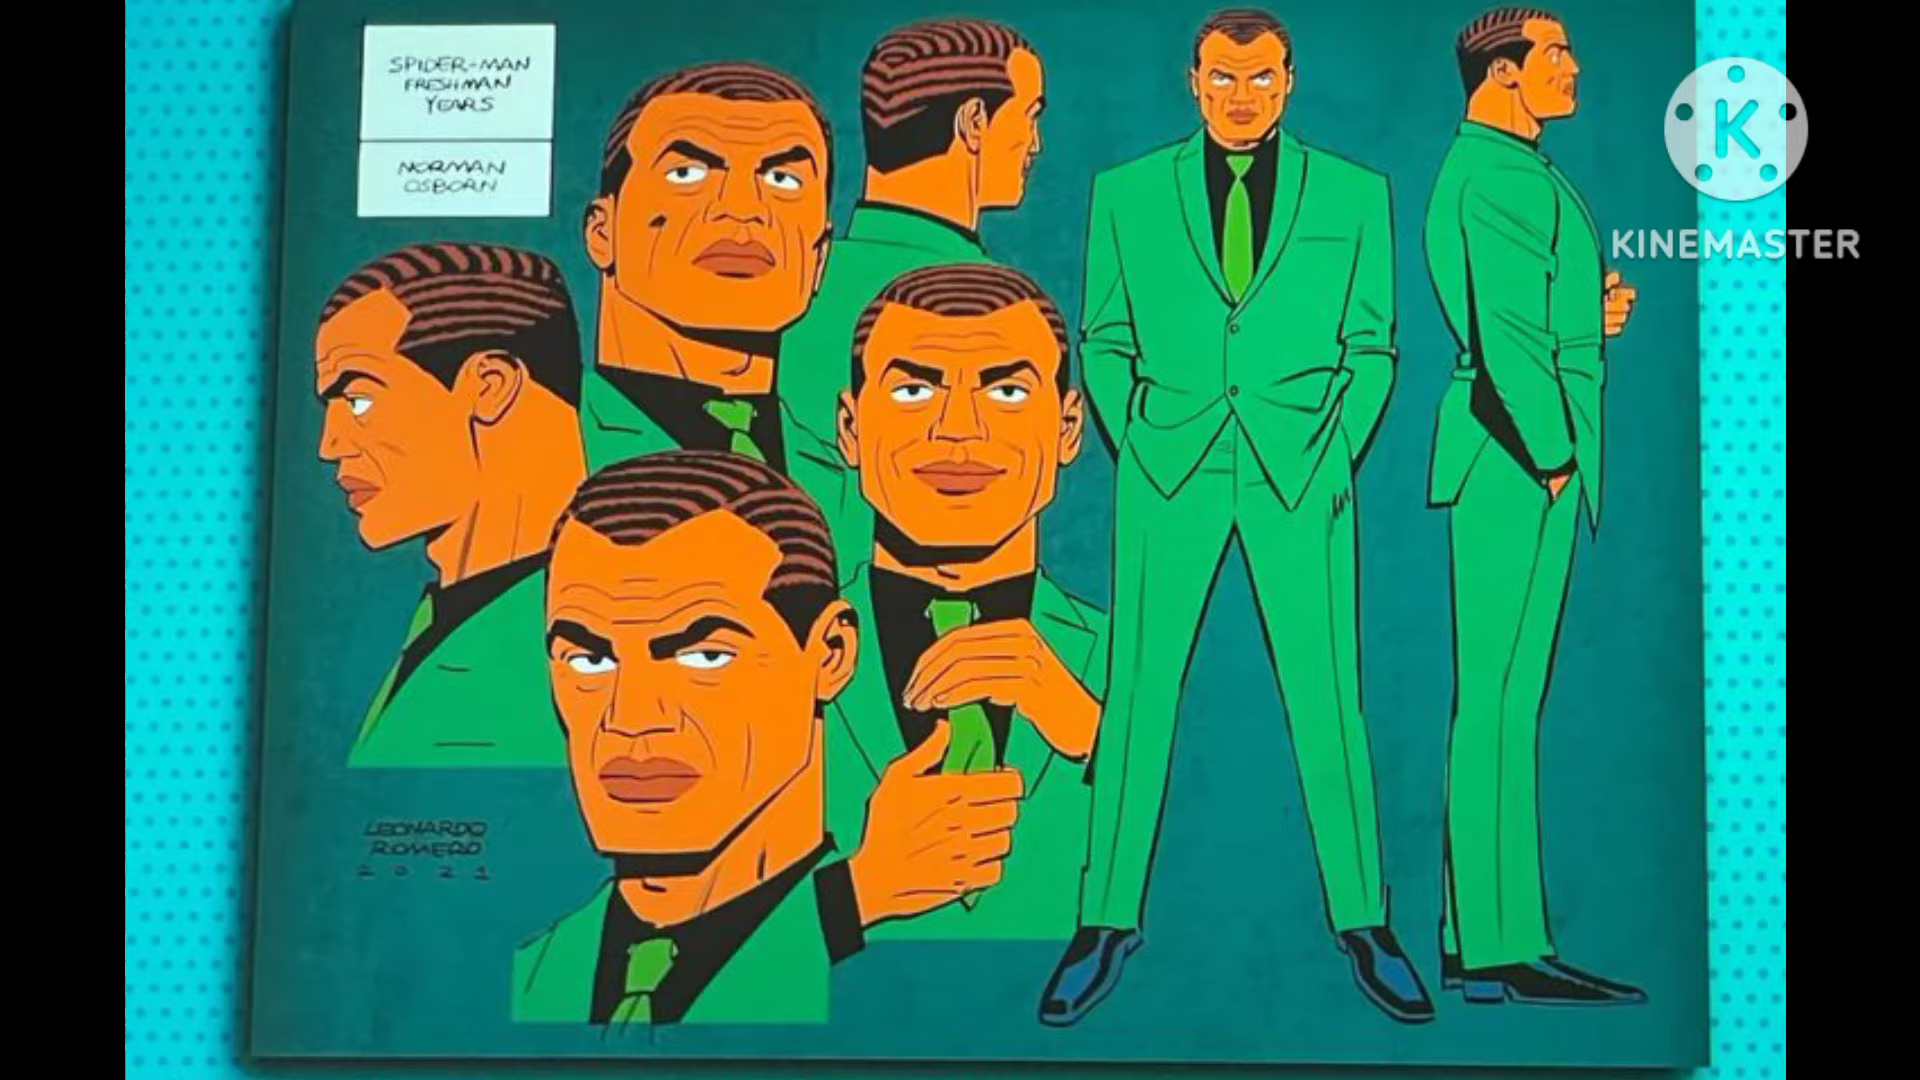 SPIDER-MAN
FRESHMAN
YEARS
NORMAN
OSBORN
K
KINEMASTER
LEONARDO
ROMERO
2021